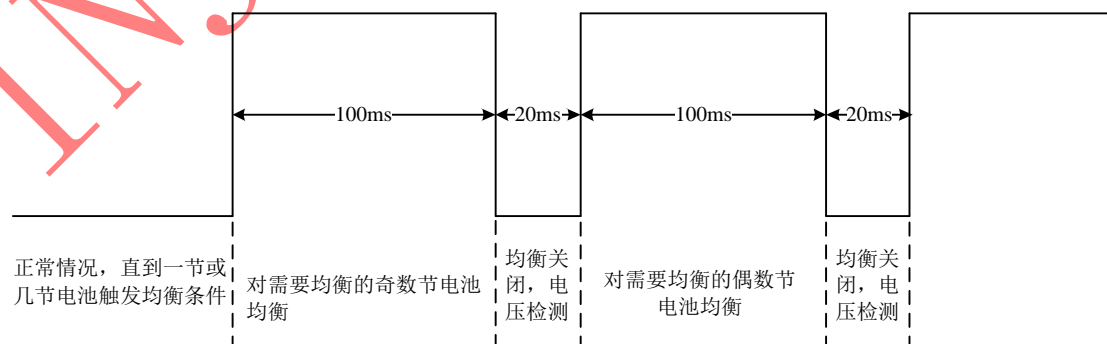 100ms
20ms
100ms
20ms
正常情况，直到一节或
几节电池触发均衡条件
对需要均衡的奇数节电池
均衡
均衡关
闭，电
压检测
对需要均衡的偶数节
电池均衡
均衡关
闭，电
压检测